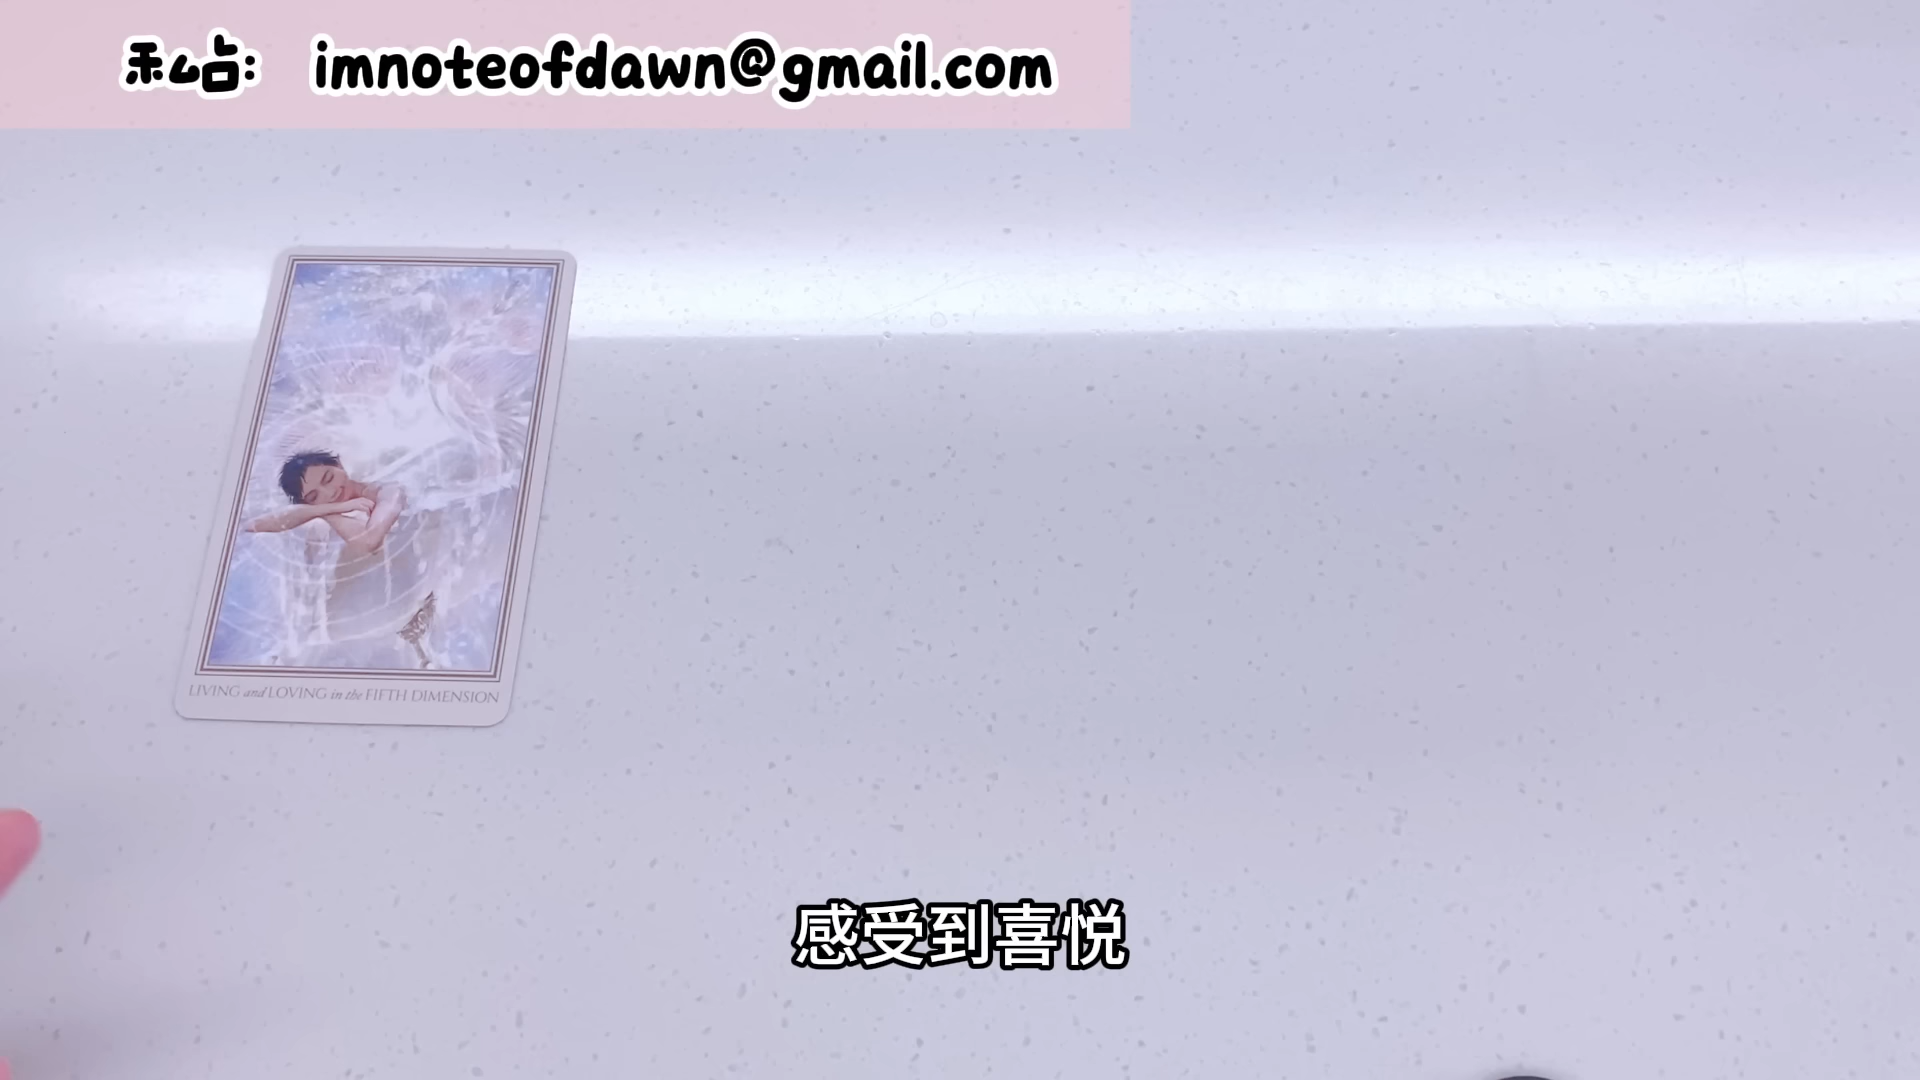 私占: imnoteofdawn@gmail.com
LIVING and LOVING in the FIFTH DIMENSION
感受到喜悦